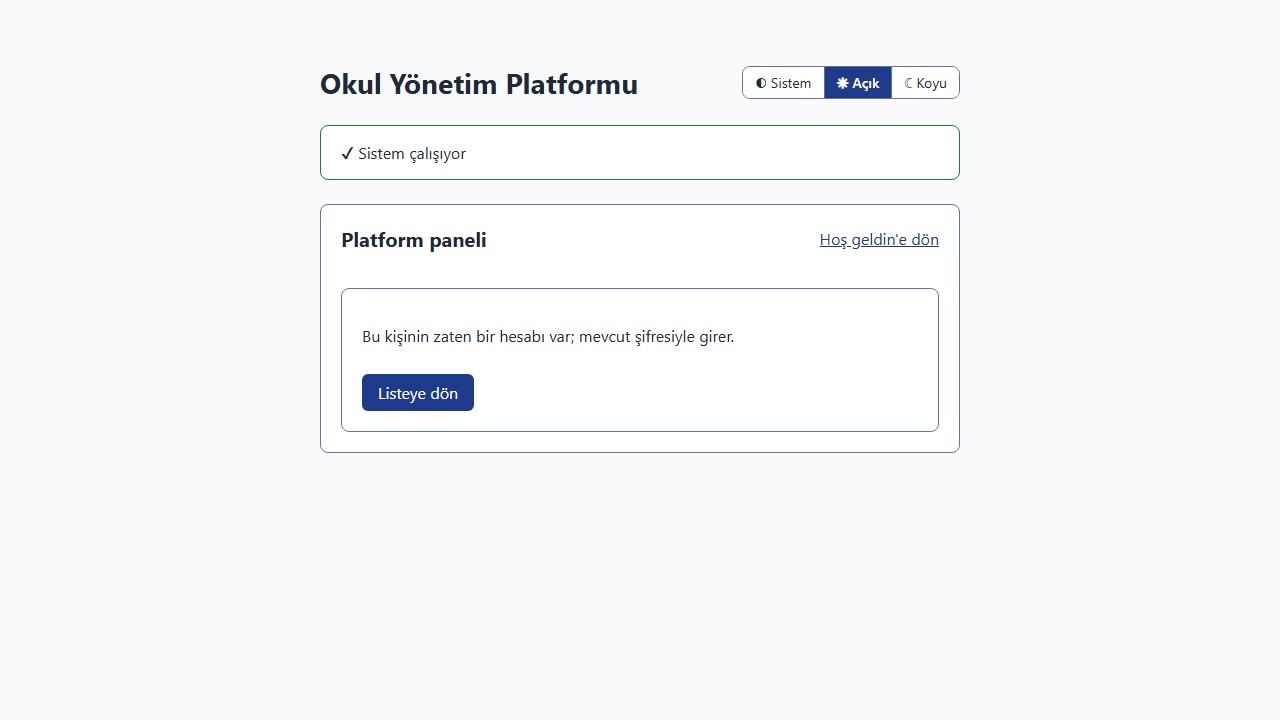 Okul Yönetim Platformu
◐ Sistem
❋ Açık
☾ Koyu
✓ Sistem çalışıyor
Platform paneli
Hoş geldin'e dön
Bu kişinin zaten bir hesabı var; mevcut şifresiyle girer.
Listeye dön